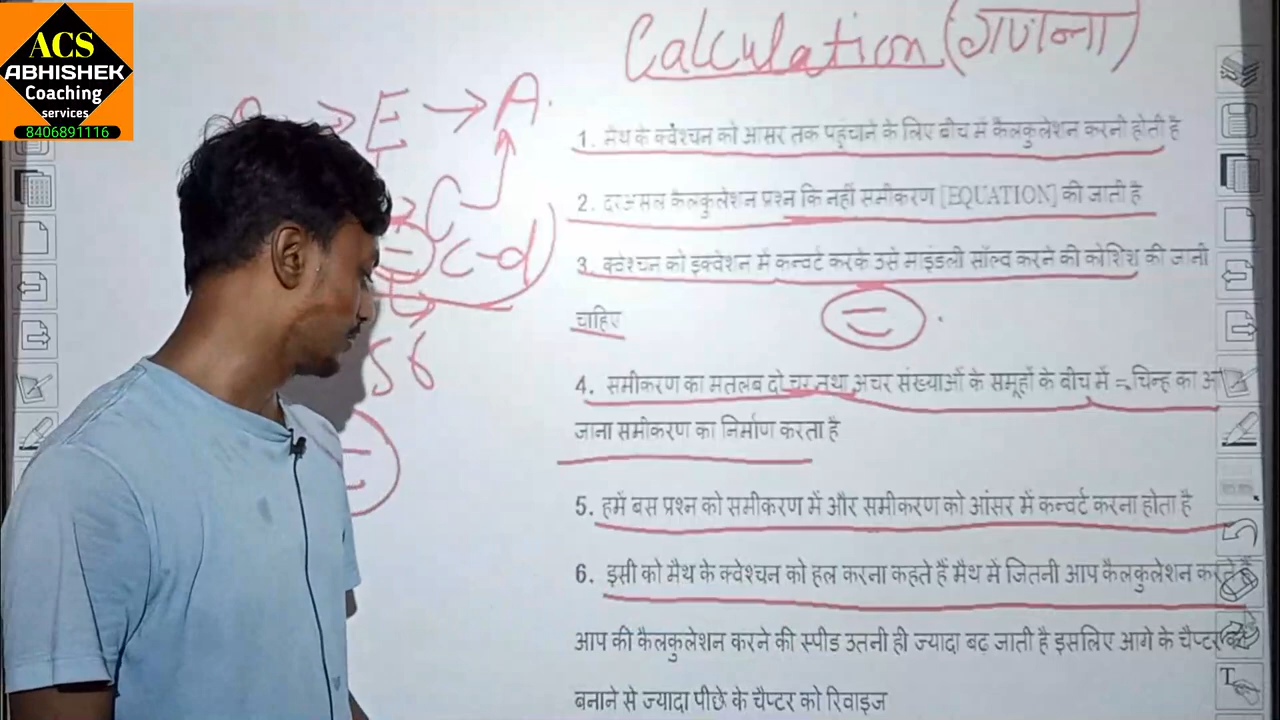 ACS
ABHISHEK
Coaching
services
8406891116
Calculation (गणना)
E → A.
C
c-d)
56
1. मैथ के क्वेश्चन को आंसर तक पहुंचाने के लिए बीच में कैलकुलेशन करनी होती है
2. दरअसल कैलकुलेशन प्रश्न कि नहीं समीकरण [EQUATION] की जाती है
3. क्वेश्चन को इक्वेशन में कन्वर्ट करके उसे माइंडली सॉल्व करने की कोशिश की जानी
चाहिए
=
4. समीकरण का मतलब दो चर तथा अचर संख्याओं के समूहों के बीच में = चिन्ह का आ
जाना समीकरण का निर्माण करता है
5. हमें बस प्रश्न को समीकरण में और समीकरण को आंसर में कन्वर्ट करना होता है
6. इसी को मैथ के क्वेश्चन को हल करना कहते हैं मैथ में जितनी आप कैलकुलेशन
आप की कैलकुलेशन करने की स्पीड उतनी ही ज्यादा बढ़ जाती है इसलिए आगे के चैप्टर
बनाने से ज्यादा पीछे के चैप्टर को रिवाइज